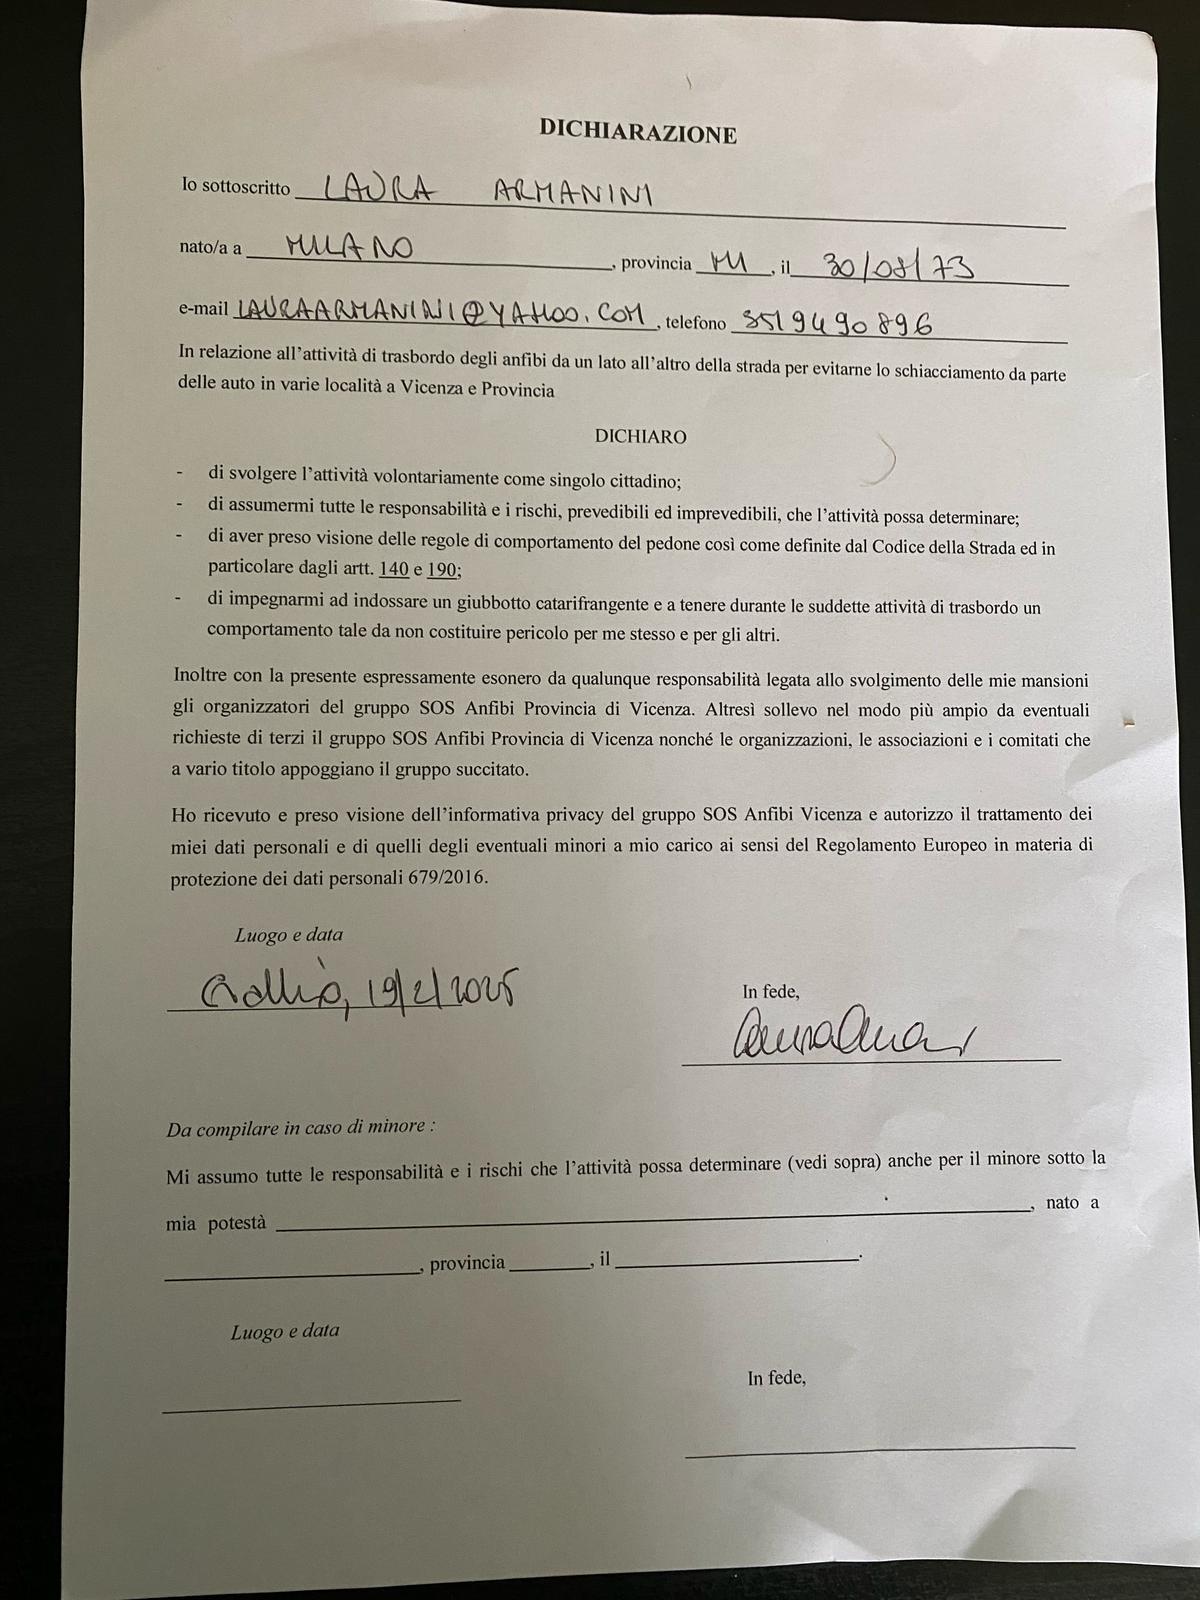 DICHIARAZIONE
Io sottoscritto LAURA ARMANINI
nato/a a MILANO, provincia MI, il 30/08/73
e-mail LAURAARMANINI@YAHOO.COM, telefono 3519490896
In relazione all'attività di trasbordo degli anfibi da un lato all'altro della strada per evitarne lo schiacciamento da parte
delle auto in varie località a Vicenza e Provincia
DICHIARO
- di svolgere l'attività volontariamente come singolo cittadino;
- di assumermi tutte le responsabilità e i rischi, prevedibili ed imprevedibili, che l'attività possa determinare;
- di aver preso visione delle regole di comportamento del pedone così come definite dal Codice della Strada ed in
particolare dagli artt. 140 e 190;
- di impegnarmi ad indossare un giubbotto catarifrangente e a tenere durante le suddette attività di trasbordo un
comportamento tale da non costituire pericolo per me stesso e per gli altri.
Inoltre con la presente espressamente esonero da qualunque responsabilità legata allo svolgimento delle mie mansioni
gli organizzatori del gruppo SOS Anfibi Provincia di Vicenza. Altresì sollevo nel modo più ampio da eventuali
richieste di terzi il gruppo SOS Anfibi Provincia di Vicenza nonché le organizzazioni, le associazioni e i comitati che
a vario titolo appoggiano il gruppo succitato.
Ho ricevuto e preso visione dell'informativa privacy del gruppo SOS Anfibi Vicenza e autorizzo il trattamento dei
miei dati personali e di quelli degli eventuali minori a mio carico ai sensi del Regolamento Europeo in materia di
protezione dei dati personali 679/2016.
Luogo e data
Gallio, 19/2/2025
In fede,
Da compilare in caso di minore :
Mi assumo tutte le responsabilità e i rischi che l'attività possa determinare (vedi sopra) anche per il minore sotto la
mia potestà , nato a
, provincia , il .
Luogo e data
In fede,